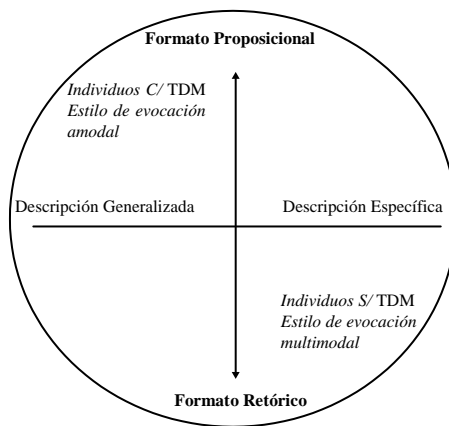 Formato Proposicional
Individuos C/ TDM
Estilo de evocación
amodal
Descripción Generalizada
Descripción Específica
Individuos S/ TDM
Estilo de evocación
multimodal
Formato Retórico